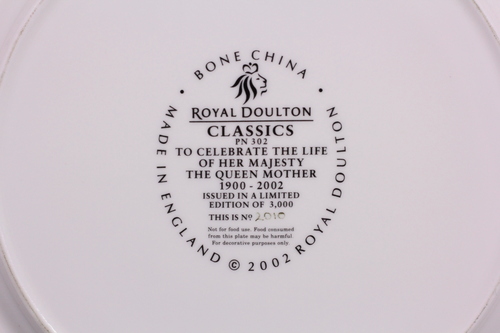 · BONE CHINA ·
ROYAL DOULTON
CLASSICS
PN 302
TO CELEBRATE THE LIFE
OF HER MAJESTY
THE QUEEN MOTHER
1900 - 2002
ISSUED IN A LIMITED
EDITION OF 3,000
THIS IS Nº 2010
Not for food use. Food consumed
from this plate may be harmful
For decorative purposes only.
MADE IN ENGLAND © 2002 ROYAL DOULTON